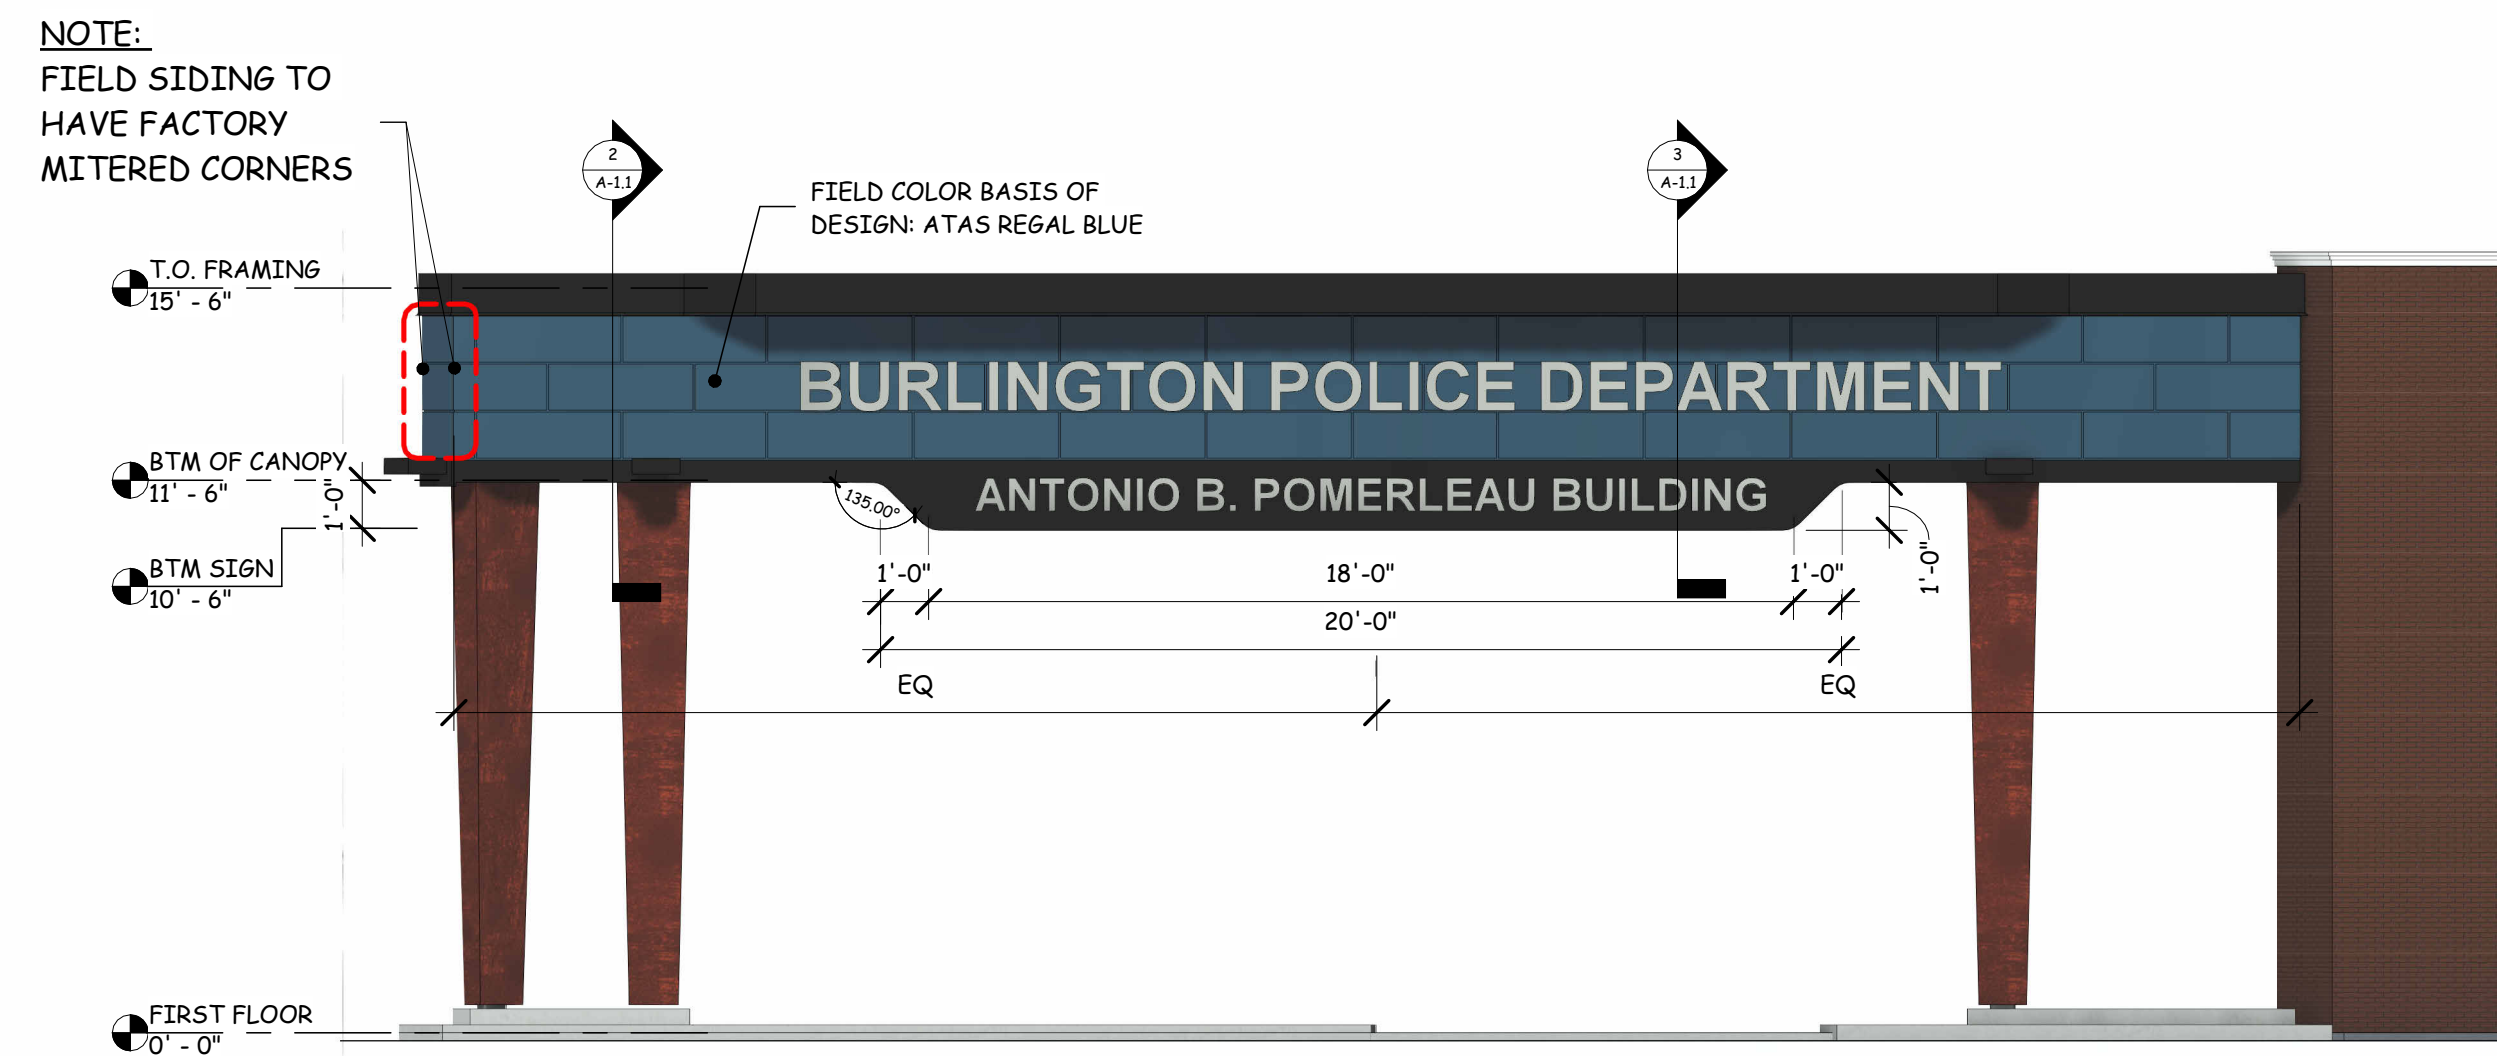 NOTE:
FIELD SIDING TO
HAVE FACTORY
MITERED CORNERS
2
A-1.1
3
A-1.1
FIELD COLOR BASIS OF
DESIGN: ATAS REGAL BLUE
T.O. FRAMING
15' - 6"
BURLINGTON POLICE DEPARTMENT
BTM OF CANOPY
11' - 6"
1'-0"
135.00°
ANTONIO B. POMERLEAU BUILDING
1'-0"
BTM SIGN
10' - 6"
1'-0"
18'-0"
1'-0"
20'-0"
EQ
EQ
FIRST FLOOR
0' - 0"